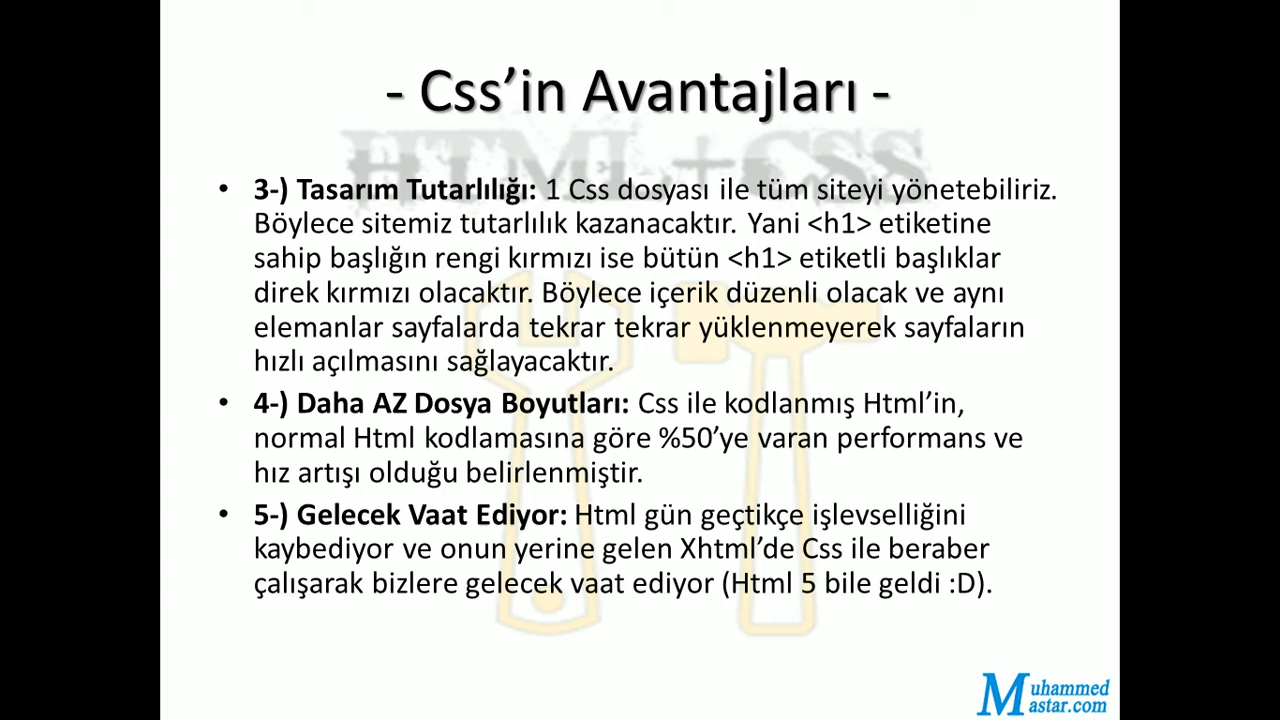 - Css’in Avantajları -
HTML+CSS
• 3-) Tasarım Tutarlılığı: 1 Css dosyası ile tüm siteyi yönetebiliriz.
Böylece sitemiz tutarlılık kazanacaktır. Yani <h1> etiketine
sahip başlığın rengi kırmızı ise bütün <h1> etiketli başlıklar
direk kırmızı olacaktır. Böylece içerik düzenli olacak ve aynı
elemanlar sayfalarda tekrar tekrar yüklenmeyerek sayfaların
hızlı açılmasını sağlayacaktır.
• 4-) Daha AZ Dosya Boyutları: Css ile kodlanmış Html’in,
normal Html kodlamasına göre %50’ye varan performans ve
hız artışı olduğu belirlenmiştir.
• 5-) Gelecek Vaat Ediyor: Html gün geçtikçe işlevselliğini
kaybediyor ve onun yerine gelen Xhtml’de Css ile beraber
çalışarak bizlere gelecek vaat ediyor (Html 5 bile geldi :D).
Muhammed
Mastar.com